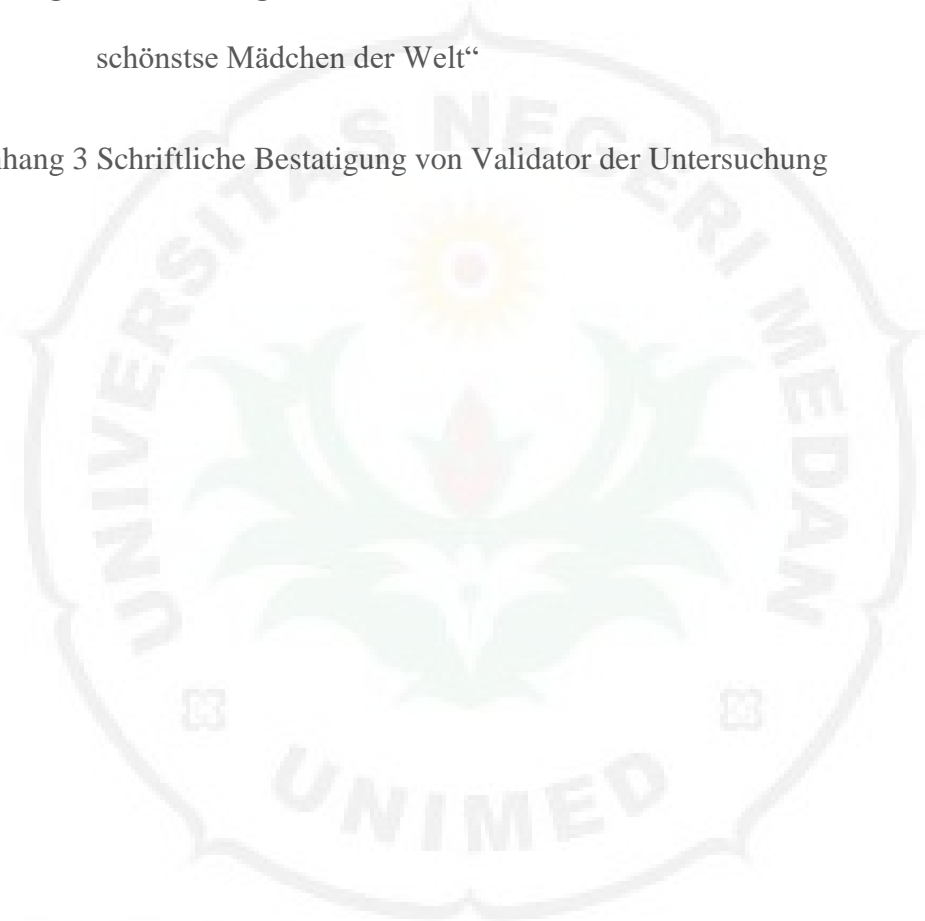 schönstse Mädchen der Welt“
hang 3 Schriftliche Bestatigung von Validator der Untersuchung
UNIVERSITAS NEGERI MEDAN
UNIMED